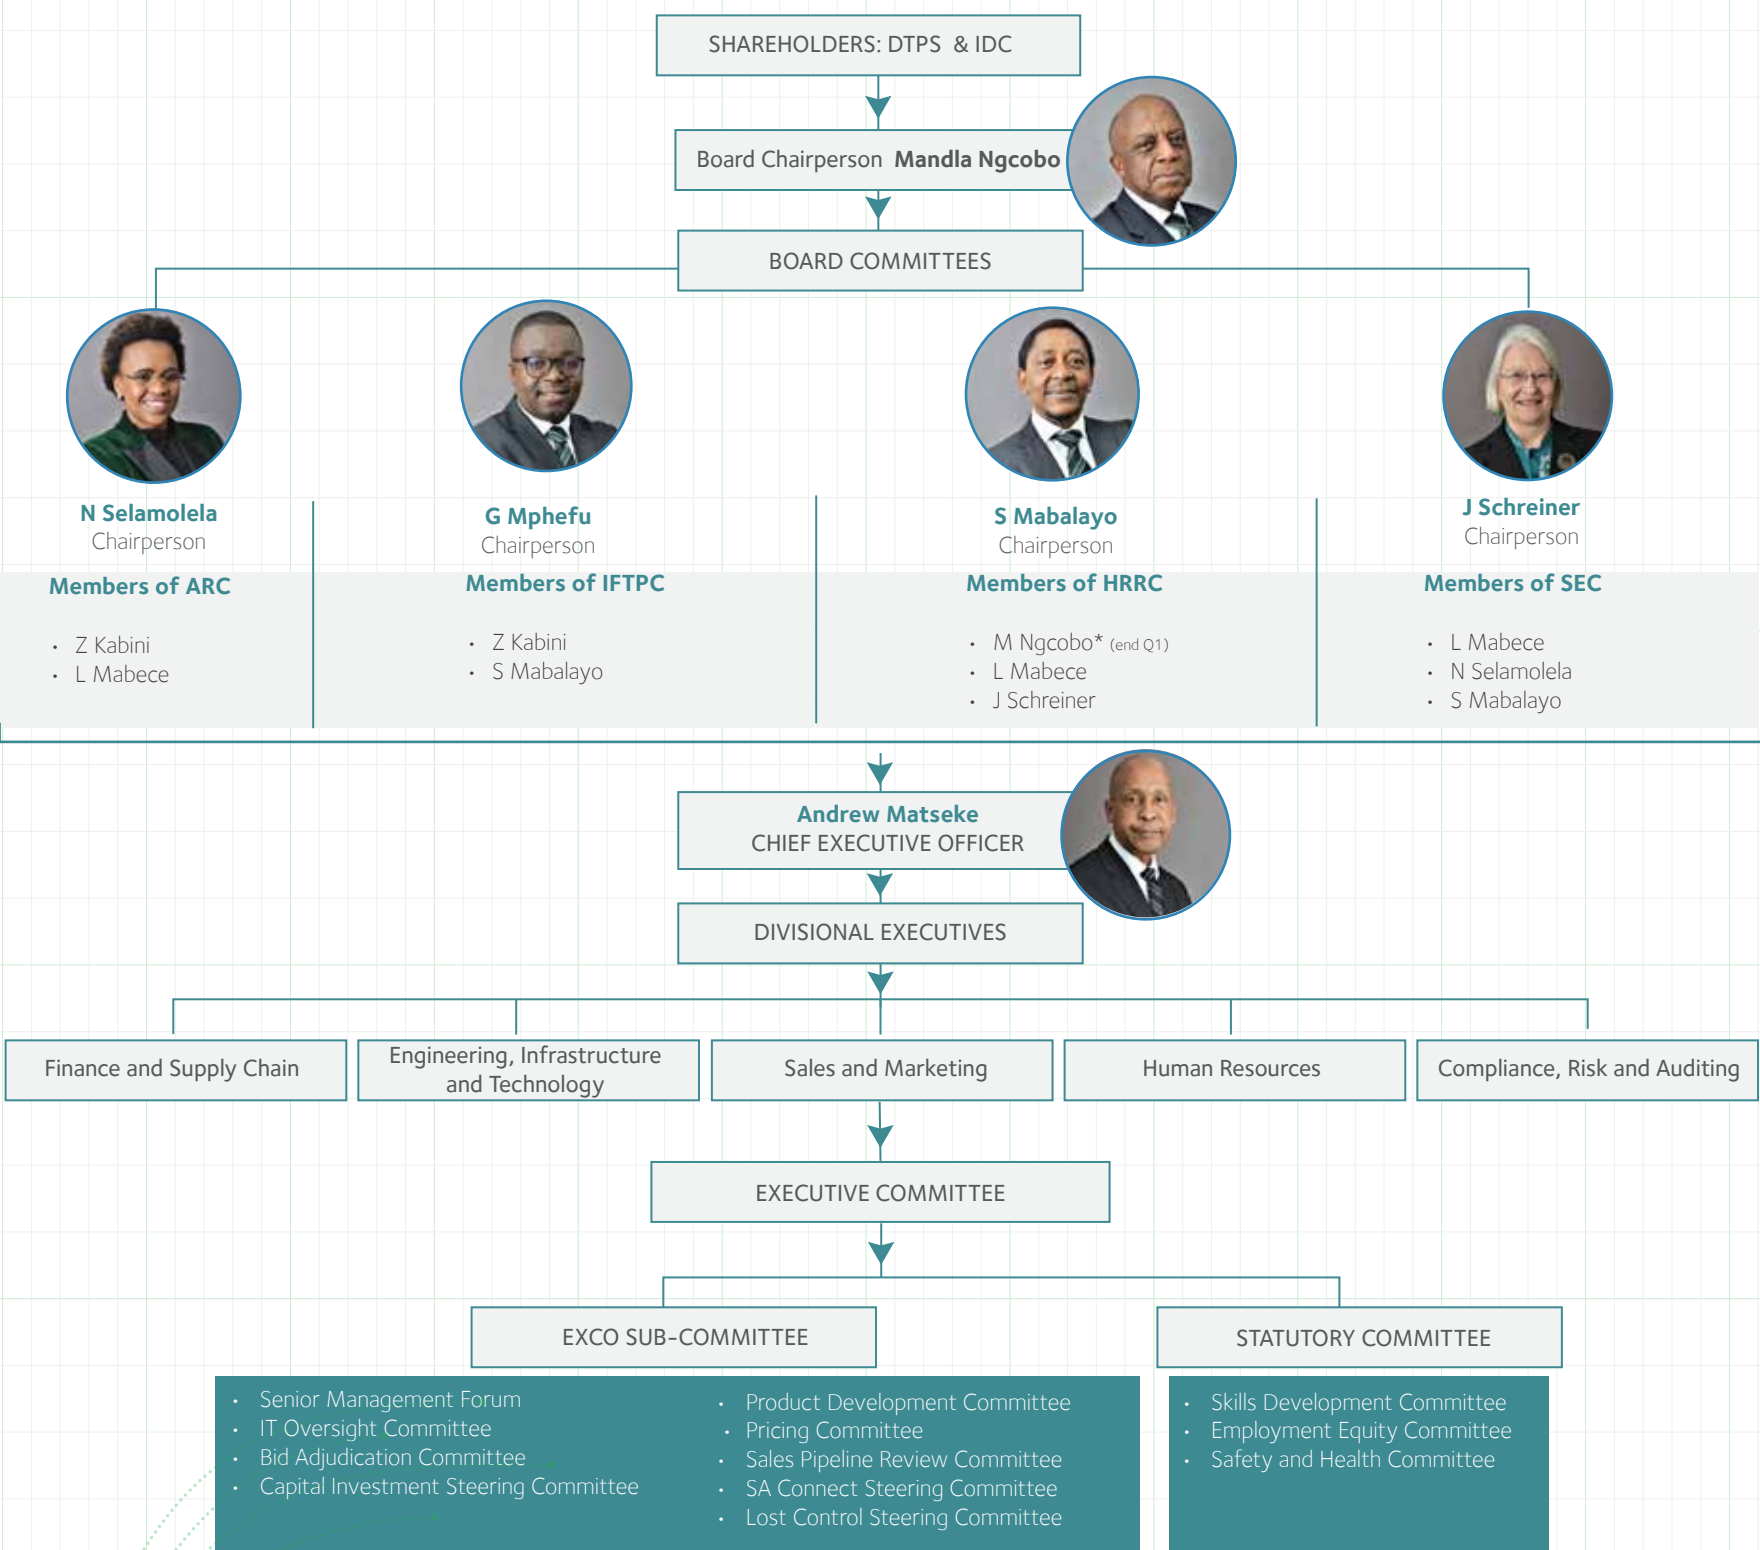 SHAREHOLDERS: DTPS & IDC
Board Chairperson Mandla Ngcobo
BOARD COMMITTEES
N Selamolela
Chairperson
Members of ARC
• Z Kabini
• L Mabece
G Mphefu
Chairperson
Members of IFTPC
• Z Kabini
• S Mabalayo
S Mabalayo
Chairperson
Members of HRRC
• M Ngcobo* (end Q1)
• L Mabece
• J Schreiner
J Schreiner
Chairperson
Members of SEC
• L Mabece
• N Selamolela
• S Mabalayo
Andrew Matseke
CHIEF EXECUTIVE OFFICER
DIVISIONAL EXECUTIVES
Finance and Supply Chain
Engineering, Infrastructure
and Technology
Sales and Marketing
Human Resources
Compliance, Risk and Auditing
EXECUTIVE COMMITTEE
EXCO SUB-COMMITTEE
• Senior Management Forum
• IT Oversight Committee
• Bid Adjudication Committee
• Capital Investment Steering Committee
• Product Development Committee
• Pricing Committee
• Sales Pipeline Review Committee
• SA Connect Steering Committee
• Lost Control Steering Committee
STATUTORY COMMITTEE
• Skills Development Committee
• Employment Equity Committee
• Safety and Health Committee